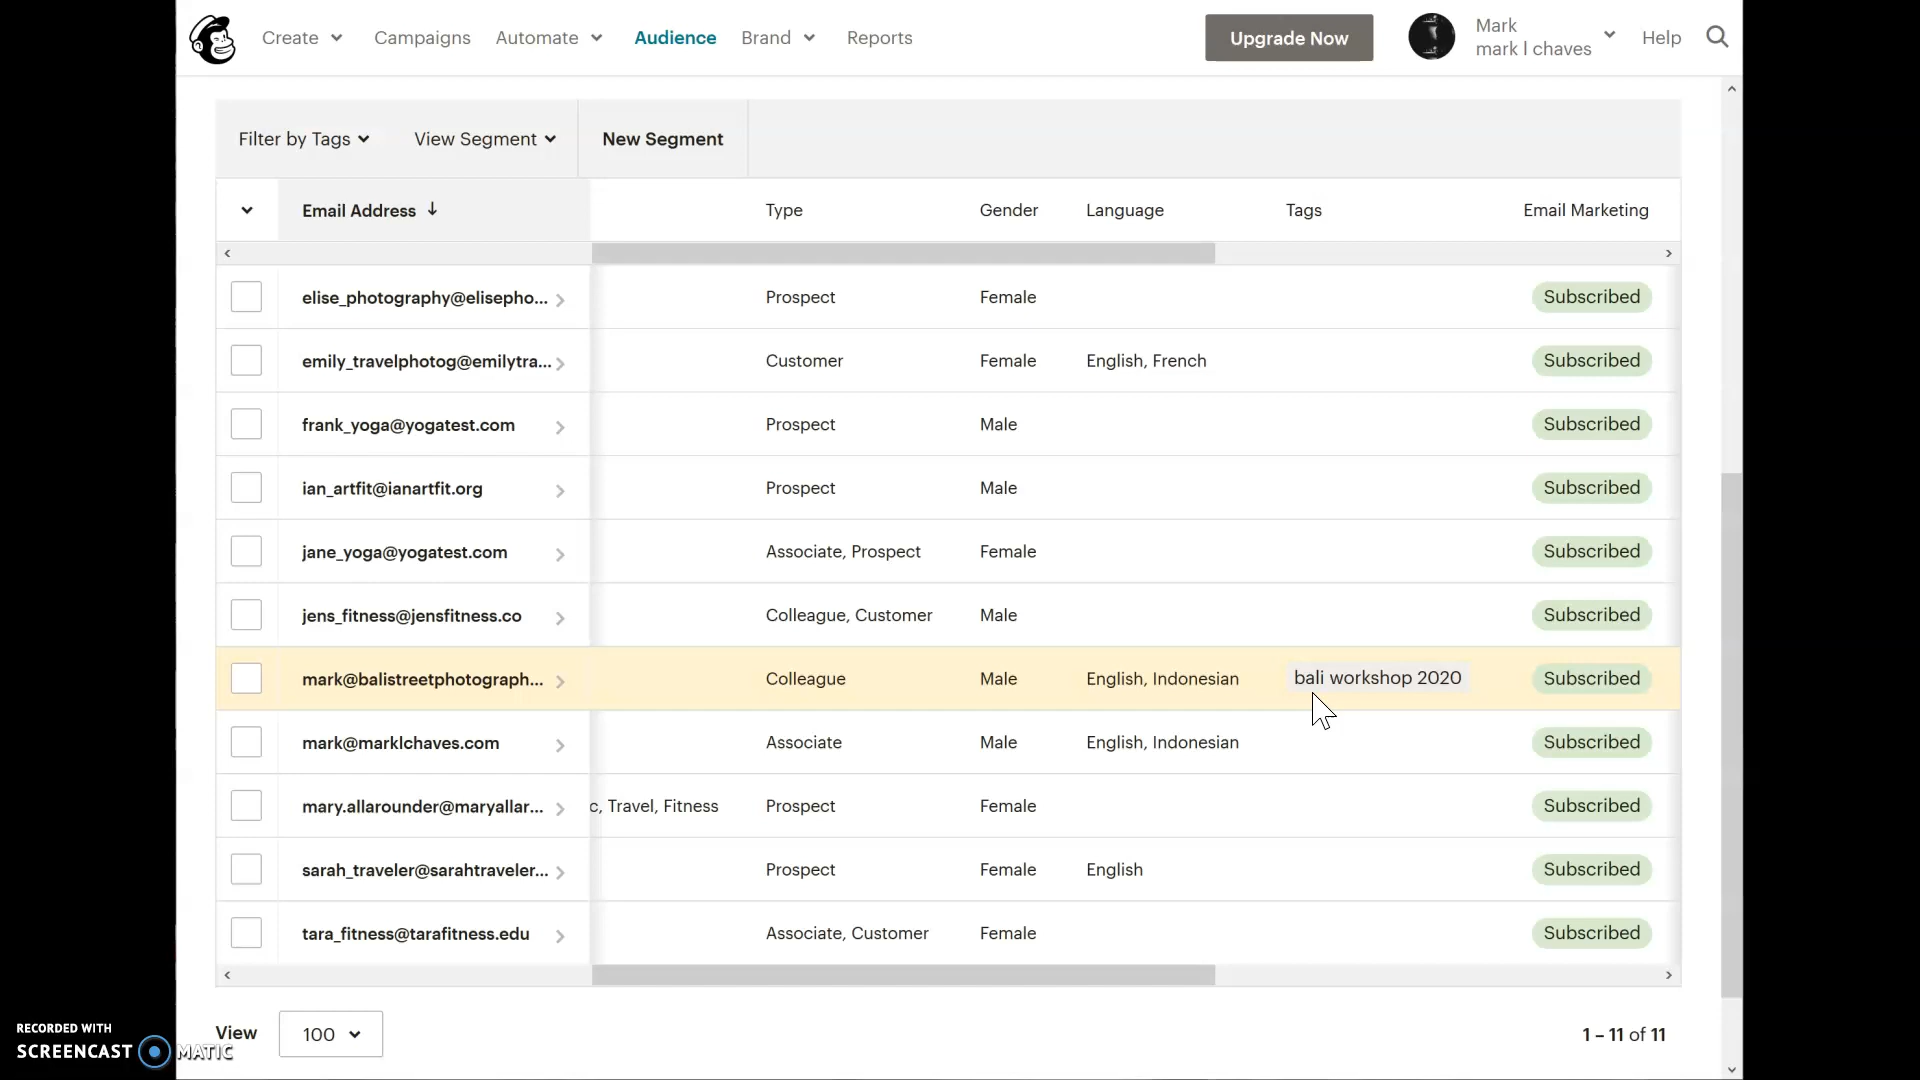 Create
Campaigns
Automate
Audience
Brand
Reports
Upgrade Now
Mark
mark l chaves
Help
Filter by Tags
View Segment
New Segment
Email Address ↓ Type Gender Language Tags Email Marketing
elise_photography@elisepho... Prospect Female Subscribed
emily_travelphotog@emilytra... Customer Female English, French Subscribed
frank_yoga@yogatest.com Prospect Male Subscribed
ian_artfit@ianartfit.org Prospect Male Subscribed
jane_yoga@yogatest.com Associate, Prospect Female Subscribed
jens_fitness@jensfitness.co Colleague, Customer Male Subscribed
mark@balistreetphotograph... Colleague Male English, Indonesian bali workshop 2020 Subscribed
mark@marklchaves.com Associate Male English, Indonesian Subscribed
mary.allarounder@maryallar... c, Travel, Fitness Prospect Female Subscribed
sarah_traveler@sarahtraveler... Prospect Female English Subscribed
tara_fitness@tarafitness.edu Associate, Customer Female Subscribed
View 100 1 – 11 of 11
RECORDED WITH
SCREENCAST MATIC